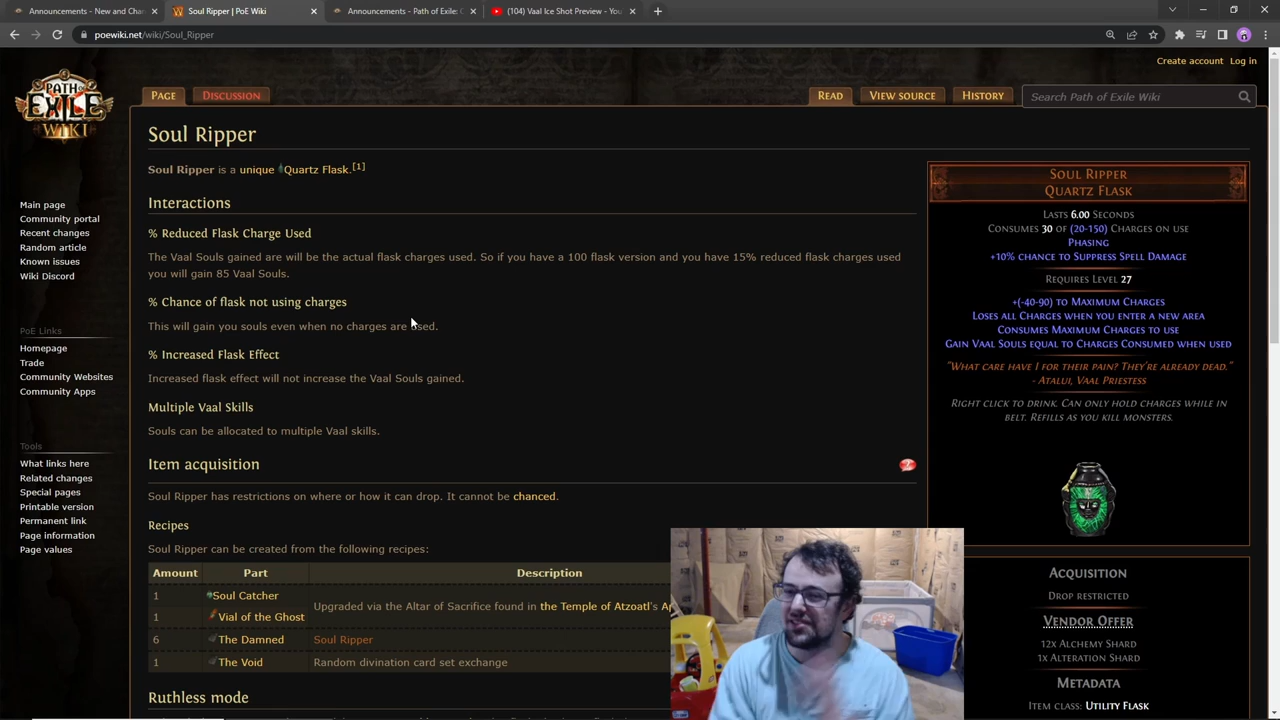 Announcements - New and Chan
Soul Ripper | PoE Wiki
Announcements - Path of Exile: C
(104) Vaal Ice Shot Preview - You
poewiki.net/wiki/Soul_Ripper
Create account Log in
PATH OF EXILE WIKI
PAGE DISCUSSION READ VIEW SOURCE HISTORY Search Path of Exile Wiki
Main page
Community portal
Recent changes
Random article
Known issues
Wiki Discord
PoE Links
Homepage
Trade
Community Websites
Community Apps
Tools
What links here
Related changes
Special pages
Printable version
Permanent link
Page information
Page values
Soul Ripper
Soul Ripper is a unique Quartz Flask.[1]
Interactions
% Reduced Flask Charge Used
The Vaal Souls gained are will be the actual flask charges used. So if you have a 100 flask version and you have 15% reduced flask charges used
you will gain 85 Vaal Souls.
% Chance of flask not using charges
This will gain you souls even when no charges are used.
% Increased Flask Effect
Increased flask effect will not increase the Vaal Souls gained.
Multiple Vaal Skills
Souls can be allocated to multiple Vaal skills.
Item acquisition
Soul Ripper has restrictions on where or how it can drop. It cannot be chanced.
Recipes
Soul Ripper can be created from the following recipes:
Amount Part Description
1 Soul Catcher
Upgraded via the Altar of Sacrifice found in the Temple of Atzoatl's Ap
1 Vial of the Ghost
6 The Damned Soul Ripper
1 The Void Random divination card set exchange
Ruthless mode
SOUL RIPPER
QUARTZ FLASK
LASTS 6.00 SECONDS
CONSUMES 30 OF (20-150) CHARGES ON USE
PHASING
+10% CHANCE TO SUPPRESS SPELL DAMAGE
REQUIRES LEVEL 27
+(-40-90) TO MAXIMUM CHARGES
LOSES ALL CHARGES WHEN YOU ENTER A NEW AREA
CONSUMES MAXIMUM CHARGES TO USE
GAIN VAAL SOULS EQUAL TO CHARGES CONSUMED WHEN USED
"WHAT CARE HAVE I FOR THEIR PAIN? THEY'RE ALREADY DEAD."
- ATALUI, VAAL PRIESTESS
RIGHT CLICK TO DRINK. CAN ONLY HOLD CHARGES WHILE IN
BELT. REFILLS AS YOU KILL MONSTERS.
ACQUISITION
DROP RESTRICTED
VENDOR OFFER
12X ALCHEMY SHARD
1X ALTERATION SHARD
METADATA
ITEM CLASS: UTILITY FLASK